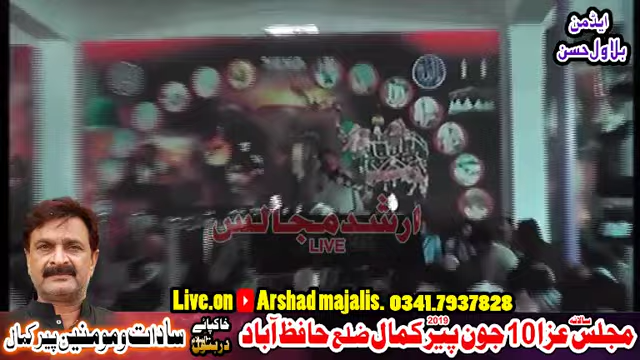 ایڈمن
بلاول حسن
ارشد مجالس
LIVE
Live.on Arshad majalis. 0341.7937828
مجلس عزا 10 جون پیر کمال ضلع حافظ آباد
2019
سادات و مومنین پیر کمال